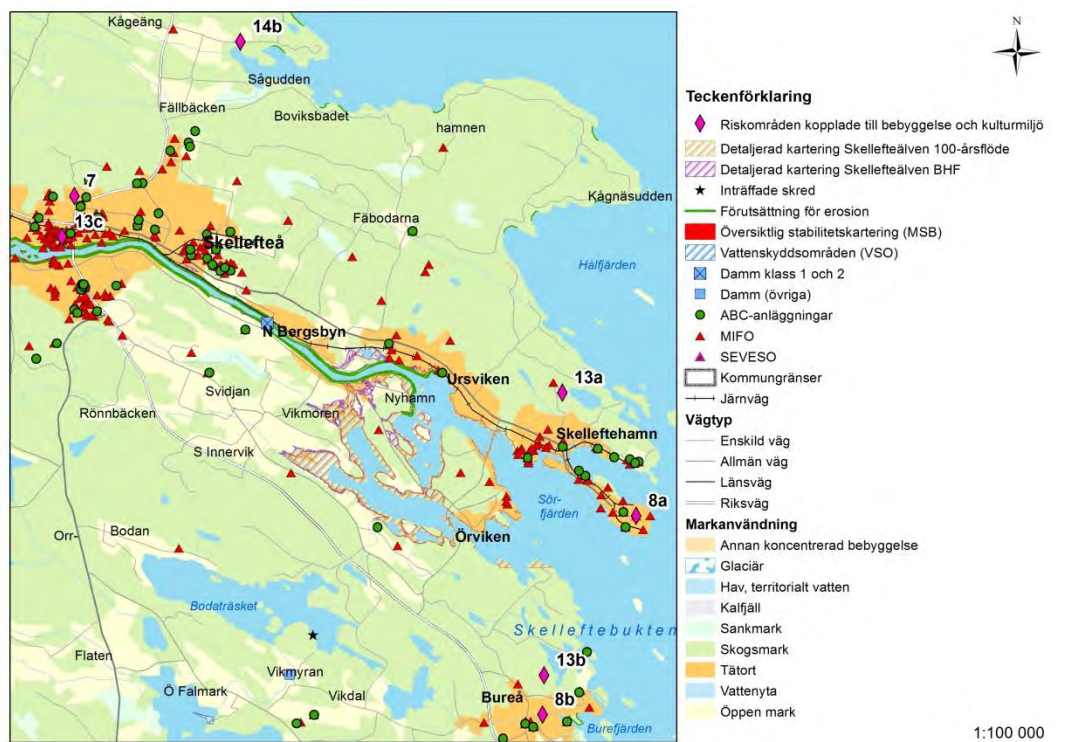 Kågeäng
14b
Sågudden
Fällbäcken
Boviksbadet
hamnen
Kågnäsudden
7
13c
Fäbodarna
Skellefteå
Hålfjärden
N Bergsbyn
Ursviken
13a
Svidjan
Nyhamn
Rönnbäcken
Vikmoren
Skelleftehamn
S Innervik
8a
Sör-
fjärden
Orr-
Bodan
Örviken
Bodaträsket
Skelleftebukten
Flaten
Vikmyran
13b
Ö Falmark
Vikdal
Bureå
8b
Burefjärden
N
Teckenförklaring
Riskområden kopplade till bebyggelse och kulturmiljö
Detaljerad kartering Skellefteälven 100-årsflöde
Detaljerad kartering Skellefteälven BHF
Inträffade skred
Förutsättning för erosion
Översiktlig stabilitetskartering (MSB)
Vattenskyddsområden (VSO)
Damm klass 1 och 2
Damm (övriga)
ABC-anläggningar
MIFO
SEVESO
Kommungränser
Järnväg
Vägtyp
Enskild väg
Allmän väg
Länsväg
Riksväg
Markanvändning
Annan koncentrerad bebyggelse
Glaciär
Hav, territorialt vatten
Kalfjäll
Sankmark
Skogsmark
Tätort
Vattenyta
Öppen mark
1:100 000